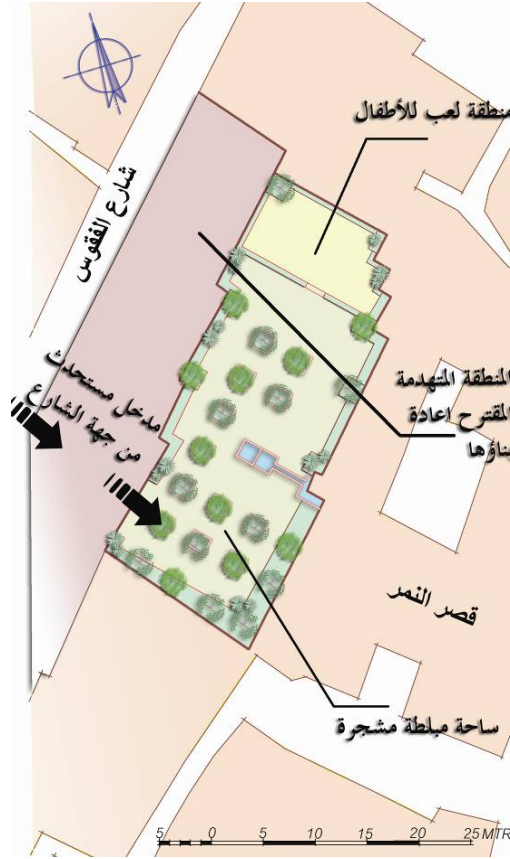 منطقة لعب للأطفال
شارع الفقوس
المنطقة المتهدمة
المقترح اعادة
بناؤها
مدخل مستحدث
من جهة الشارع
قصر النمر
ساحة مبلطة مشجرة
5 0 5 10 15 20 25 MTR